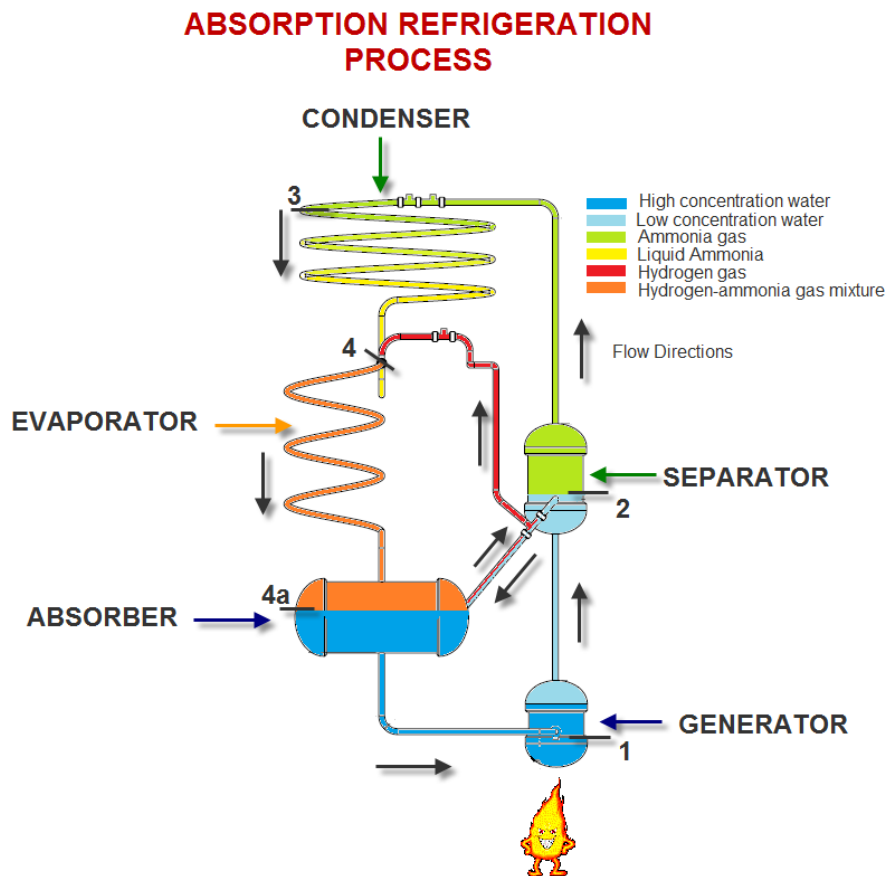 ABSORPTION REFRIGERATION
PROCESS
CONDENSER
3
High concentration water
Low concentration water
Ammonia gas
Liquid Ammonia
Hydrogen gas
Hydrogen-ammonia gas mixture
4
Flow Directions
EVAPORATOR
SEPARATOR
2
4a
ABSORBER
GENERATOR
1